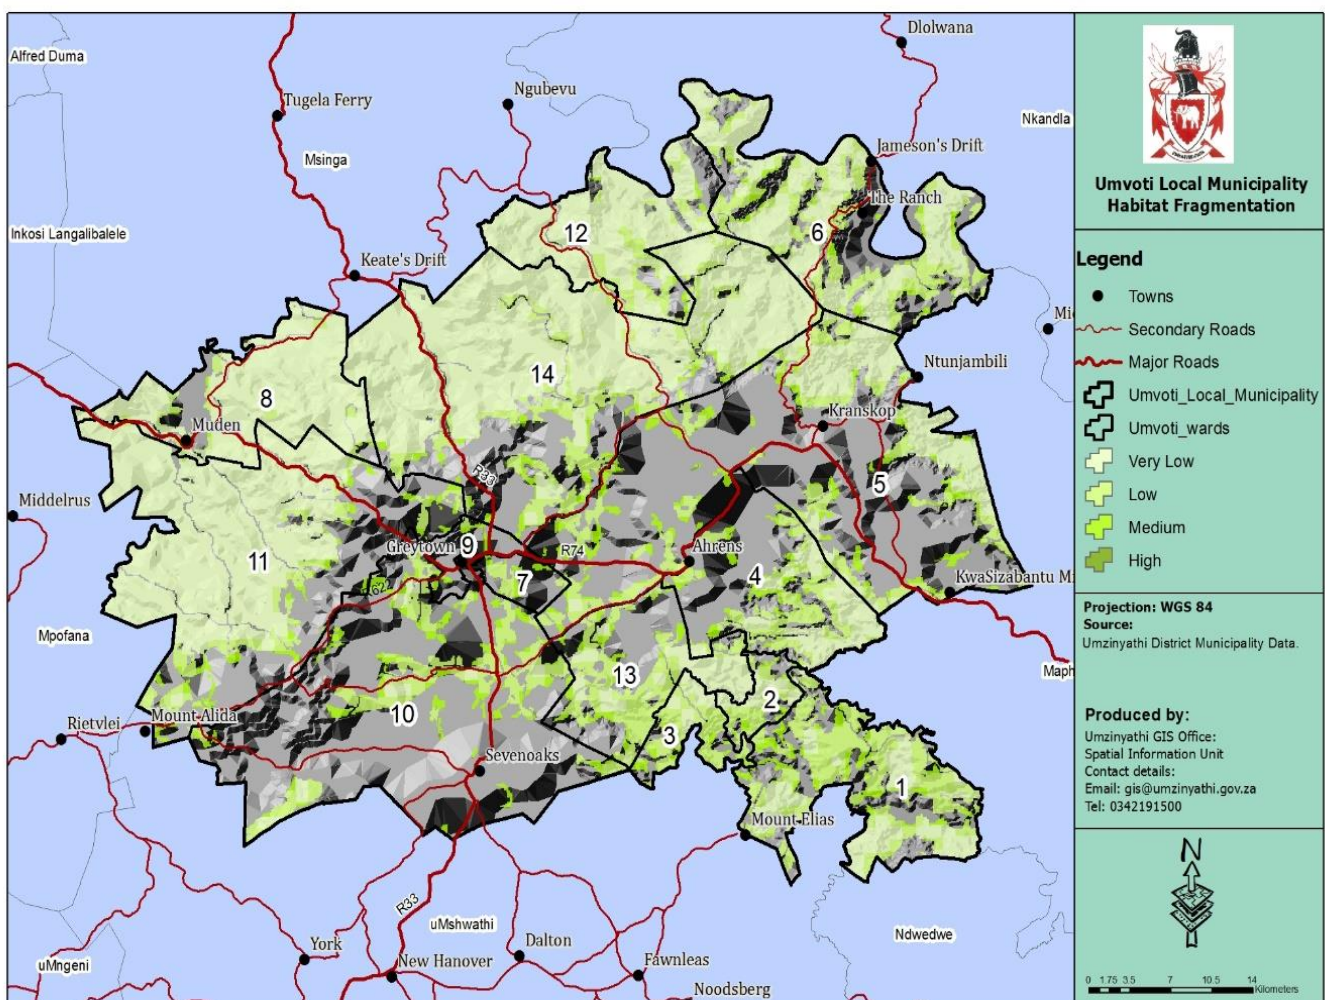 Dlolwana
Alfred Duma
Ngubevu
Tugela Ferry
Nkandla
Msinga
Jameson's Drift
The Ranch
12
6
Inkosi Langalibalele
Keate's Drift
Ntunjambili
14
8
Kranskop
Muden
R33
5
Middelrus
Greytown
9
R74
Ahrens
11
7
4
KwaSizabantu Mi
622
Mpofana
13
Maph
2
10
Mount Alida
Rietvlei
3
Sevenoaks
1
Mount Elias
R33
uMshwathi
Ndwedwe
York
Dalton
uMngeni
New Hanover
Fawnleas
Noodsberg
Umvoti Local Municipality
Habitat Fragmentation
Legend
Towns
Secondary Roads
Major Roads
Umvoti_Local_Municipality
Umvoti_wards
Very Low
Low
Medium
High
Projection: WGS 84
Source:
Umzinyathi District Municipality Data.
Produced by:
Umzinyathi GIS Office:
Spatial Information Unit
Contact details:
Email: gis@umzinyathi.gov.za
Tel: 0342191500
N
0 1.75 3.5 7 10.5 14
Kilometers